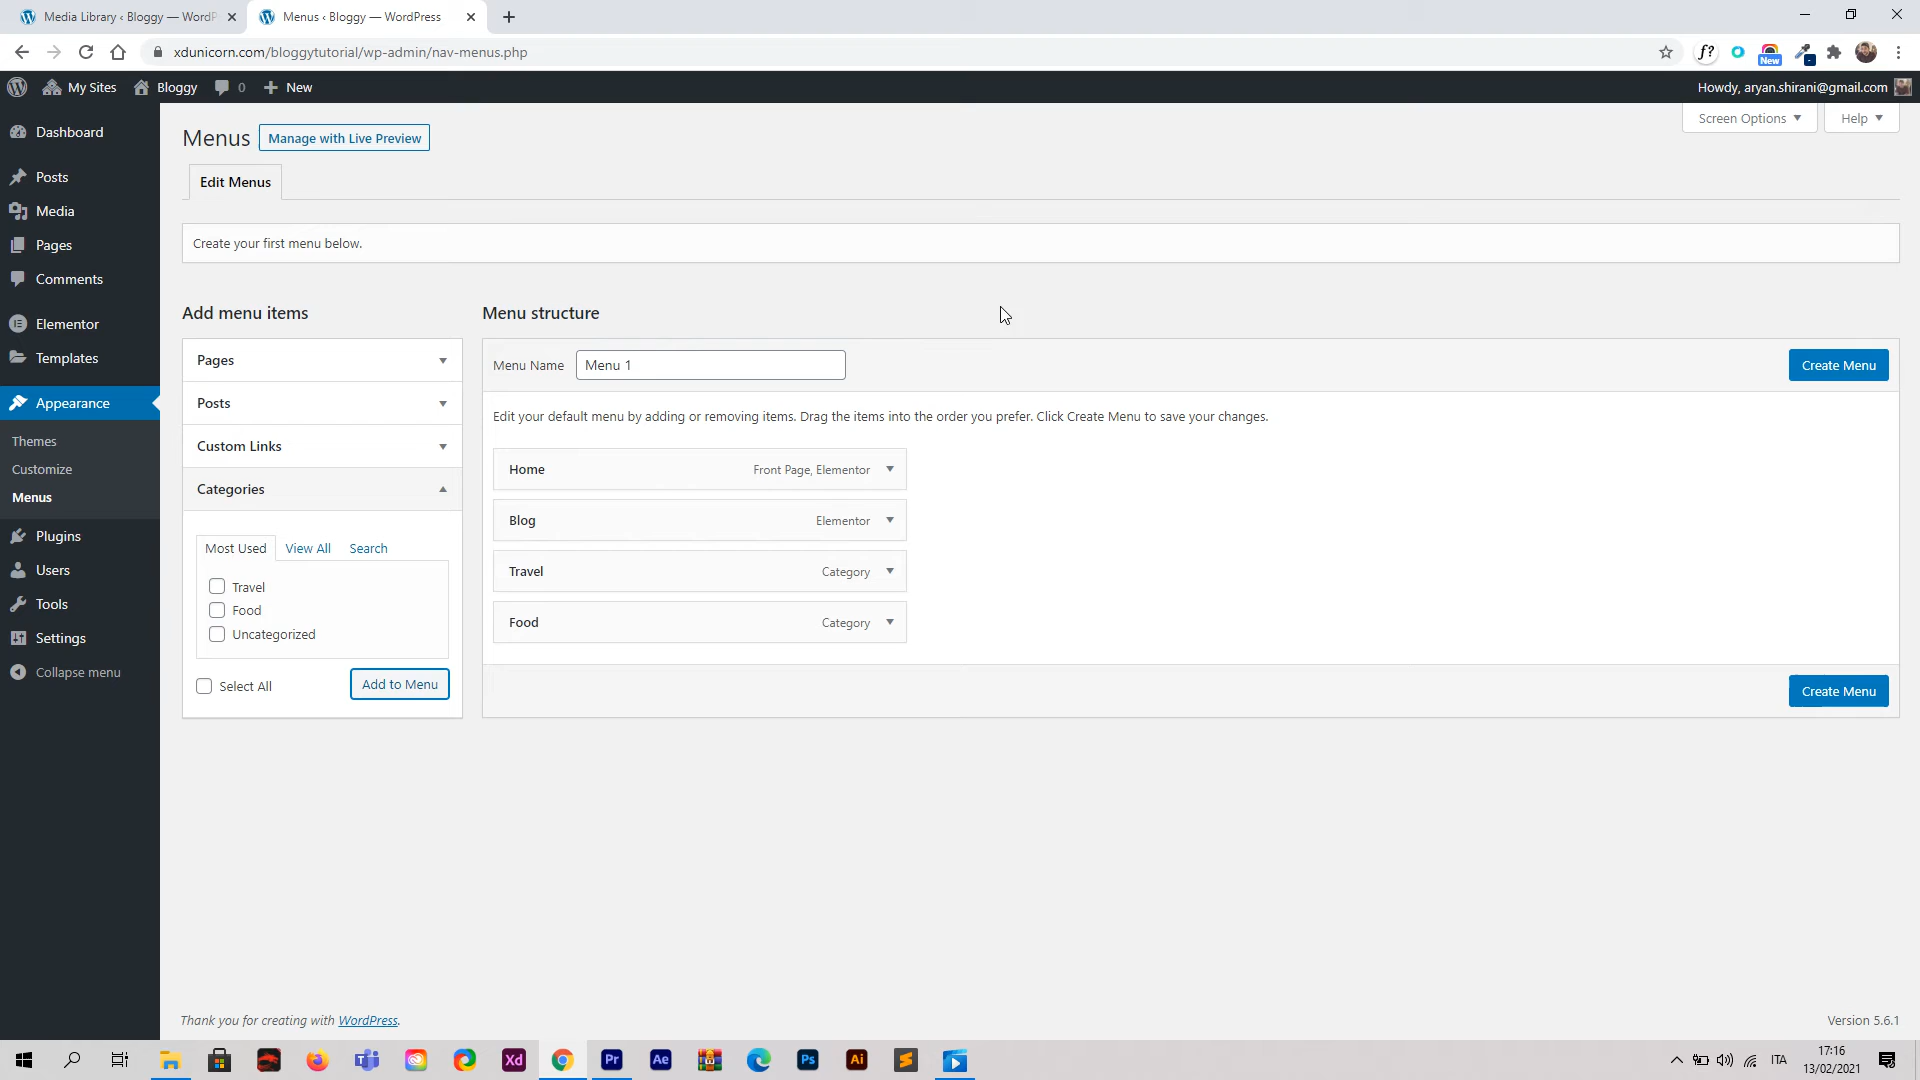 Media Library ‹ Bloggy — WordP
Menus ‹ Bloggy — WordPress
xdunicorn.com/bloggytutorial/wp-admin/nav-menus.php
f?
New
My Sites
Bloggy
0
New
Howdy, aryan.shirani@gmail.com
Dashboard
Posts
Media
Pages
Comments
Elementor
Templates
Appearance
Themes
Customize
Menus
Plugins
Users
Tools
Settings
Collapse menu
Screen Options
Help
Menus
Manage with Live Preview
Edit Menus
Create your first menu below.
Add menu items
Pages
Posts
Custom Links
Categories
Most Used
View All
Search
Travel
Food
Uncategorized
Select All
Add to Menu
Menu structure
Menu Name
Menu 1
Create Menu
Edit your default menu by adding or removing items. Drag the items into the order you prefer. Click Create Menu to save your changes.
Home
Front Page, Elementor
Blog
Elementor
Travel
Category
Food
Category
Create Menu
Thank you for creating with WordPress.
Version 5.6.1
Xd
Pr
Ae
Ps
Ai
ITA
17:16
13/02/2021